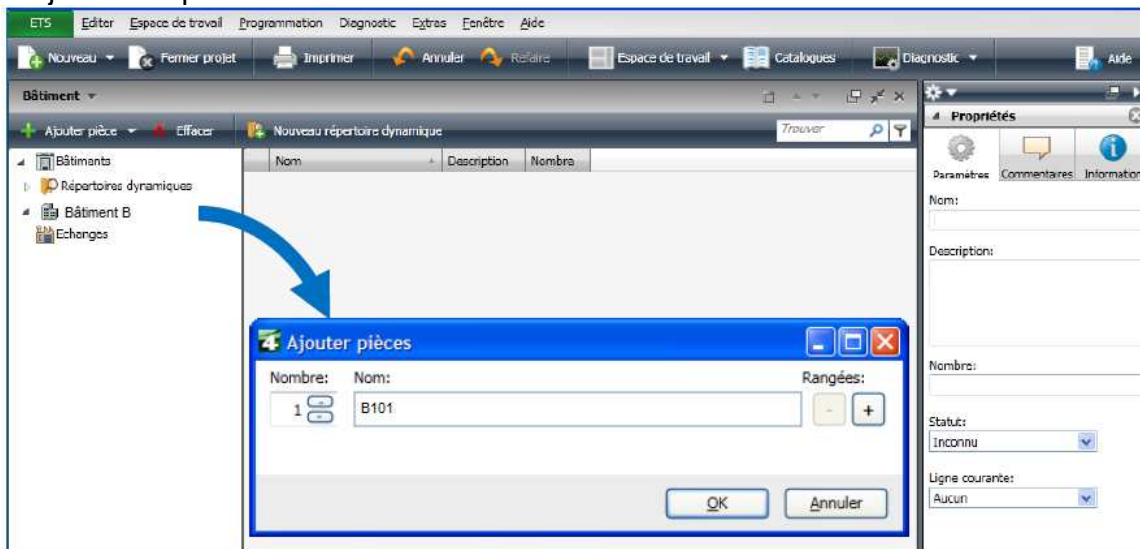 ETS Editer Espace de travail Programmation Diagnostic Extras Fenêtre Aide
Nouveau Fermer projet Imprimer Annuler Refaire Espace de travail Catalogues Diagnostic Aide
Bâtiment
Propriétés
Ajouter pièce Effacer Nouveau répertoire dynamique Trouver
Bâtiments
Nom Description Nombre
Répertoires dynamiques
Paramètres Commentaires Information
Bâtiment B
Nom:
Echanges
Description:
4 Ajouter pièces
Nombre: Nom: Rangées:
1 B101 - +
Nombre:
Statut:
Inconnu
Ligne courante:
OK Annuler
Aucun